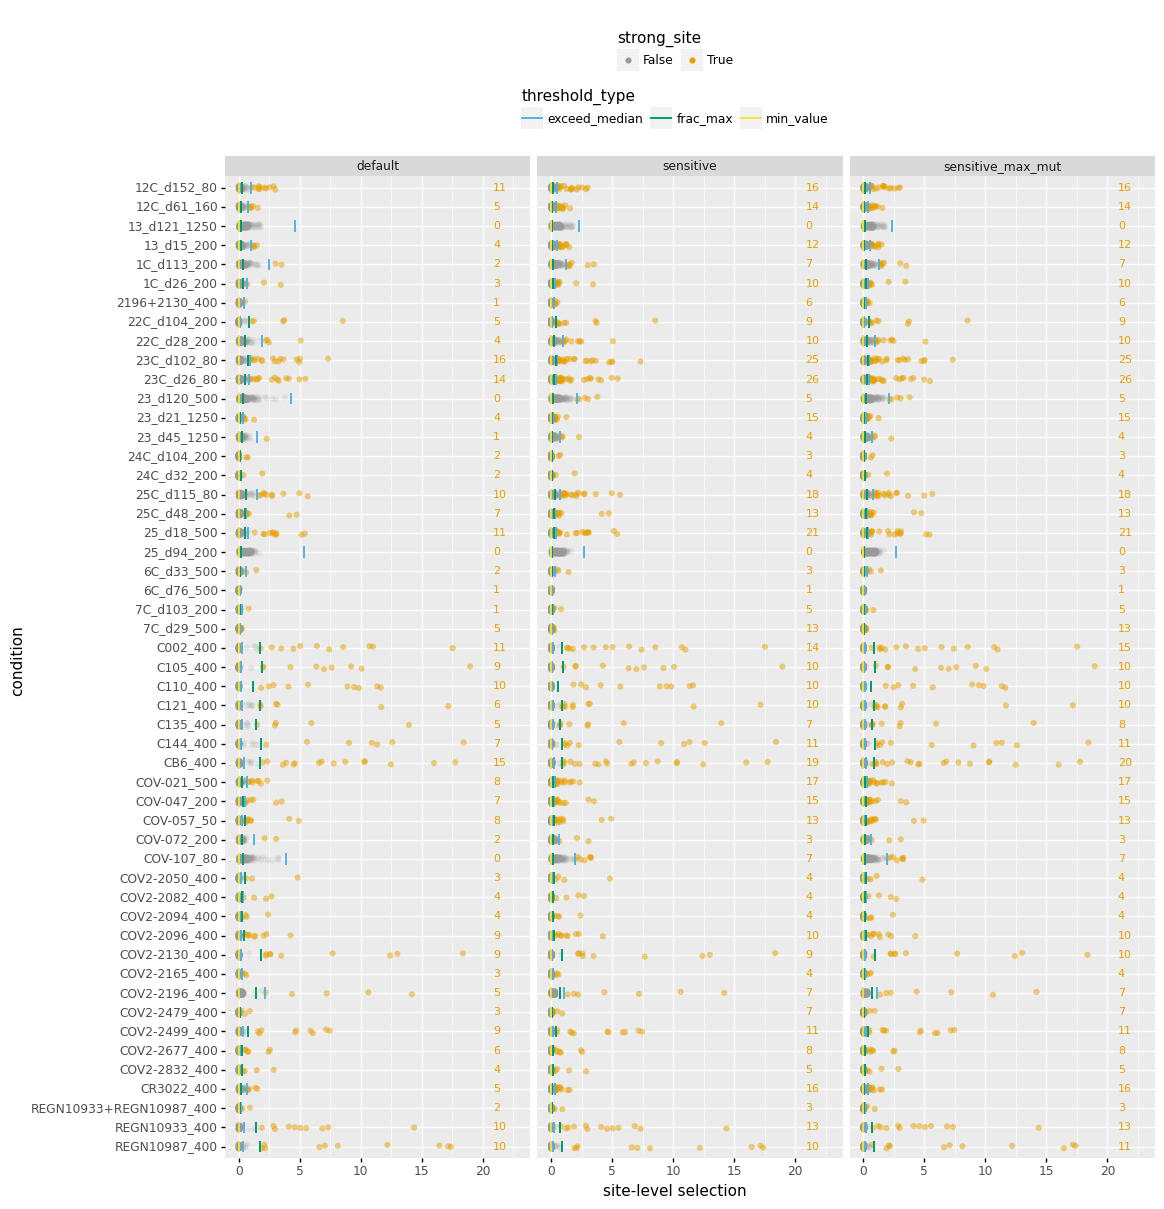 strong_site
False True
threshold_type
exceed_median frac_max min_value
default sensitive sensitive_max_mut
12C_d152_80 11 16 16
12C_d61_160 5 14 14
13_d121_1250 0 0 0
13_d15_200 4 12 12
1C_d113_200 2 7 7
1C_d26_200 3 10 10
2196+2130_400 1 6 6
22C_d104_200 5 9 9
22C_d28_200 4 10 10
23C_d102_80 16 25 25
23C_d26_80 14 26 26
23_d120_500 0 5 5
23_d21_1250 4 15 15
23_d45_1250 1 4 4
24C_d104_200 2 3 3
24C_d32_200 2 4 4
25C_d115_80 10 18 18
25C_d48_200 7 13 13
25_d18_500 11 21 21
25_d94_200 0 0 0
6C_d33_500 2 3 3
6C_d76_500 1 1 1
7C_d103_200 1 5 5
7C_d29_500 5 13 13
C002_400 11 14 15
C105_400 9 10 10
C110_400 10 10 10
C121_400 6 10 10
C135_400 5 7 8
C144_400 7 11 11
CB6_400 15 19 20
COV-021_500 8 17 17
COV-047_200 7 15 15
COV-057_50 8 13 13
COV-072_200 2 3 3
COV-107_80 0 7 7
COV2-2050_400 3 4 4
COV2-2082_400 4 4 4
COV2-2094_400 4 4 4
COV2-2096_400 9 10 10
COV2-2130_400 9 9 10
COV2-2165_400 3 4 4
COV2-2196_400 5 7 7
COV2-2479_400 3 7 7
COV2-2499_400 9 11 11
COV2-2677_400 6 8 8
COV2-2832_400 4 5 5
CR3022_400 5 16 16
REGN10933+REGN10987_400 2 3 3
REGN10933_400 10 13 13
REGN10987_400 10 10 11
0 5 10 15 20 0 5 10 15 20 0 5 10 15 20
site-level selection
condition